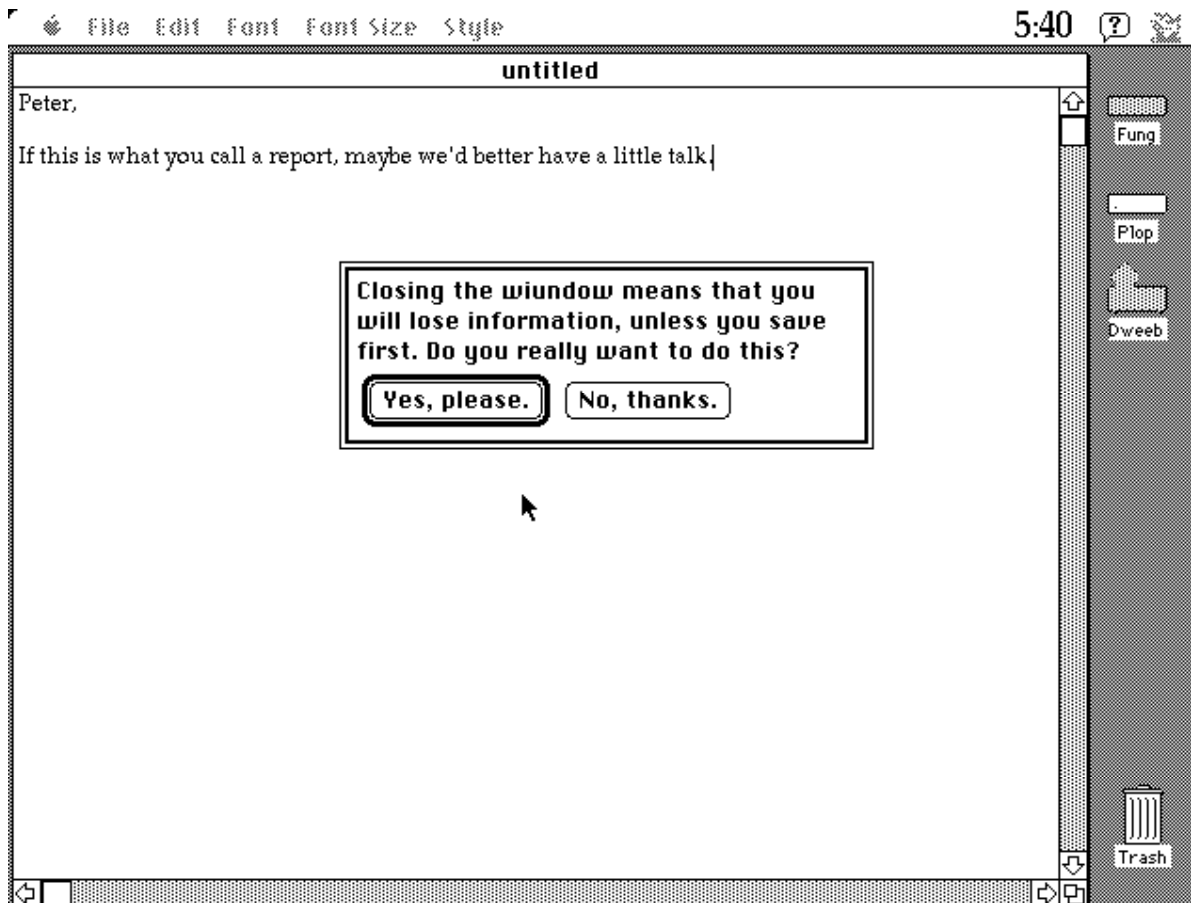 File Edit Font Font Size Style 5:40 ?
untitled
Peter,
If this is what you call a report, maybe we'd better have a little talk.
Closing the wiundow means that you
will lose information, unless you save
first. Do you really want to do this?
Yes, please. No, thanks.
Fung
Plop
Dweeb
Trash